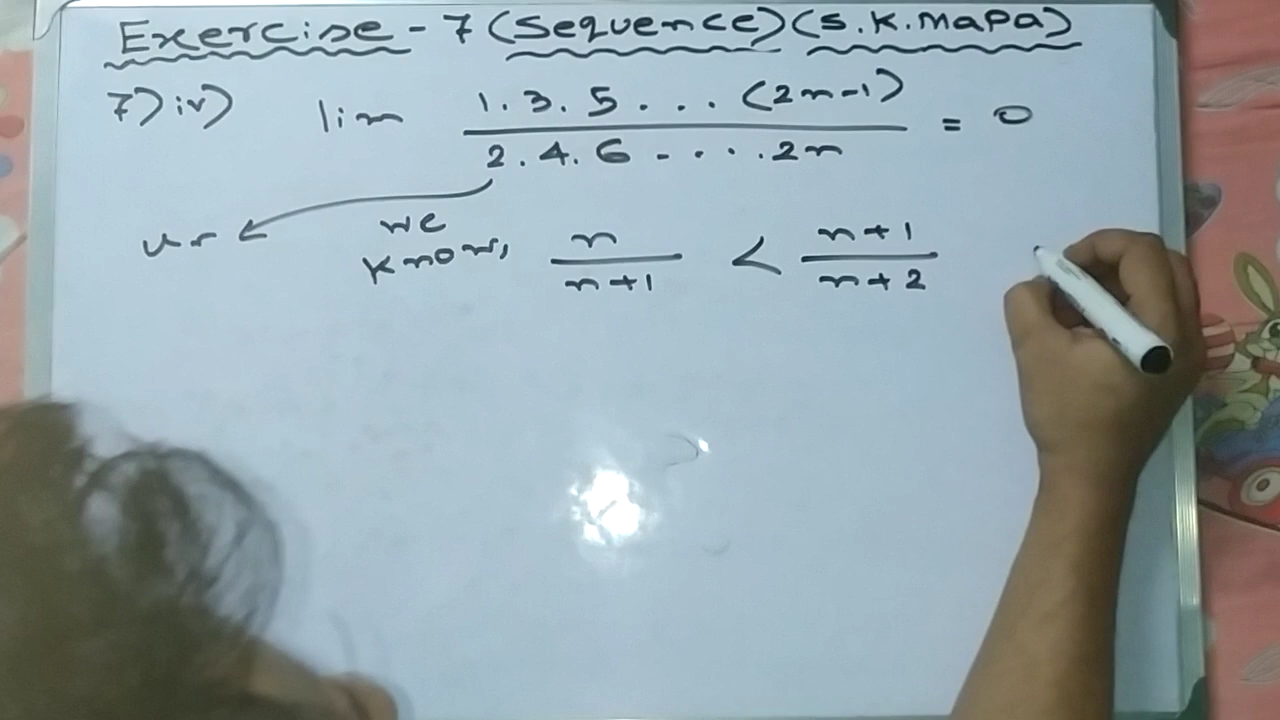 Exercise - 7 (Sequence) (S.K. Mapa)
7) iv) lim 1. 3. 5 . . . (2n-1) / 2. 4. 6 - . . . . 2n = 0
we know, n / n+1 < n+1 / n+2